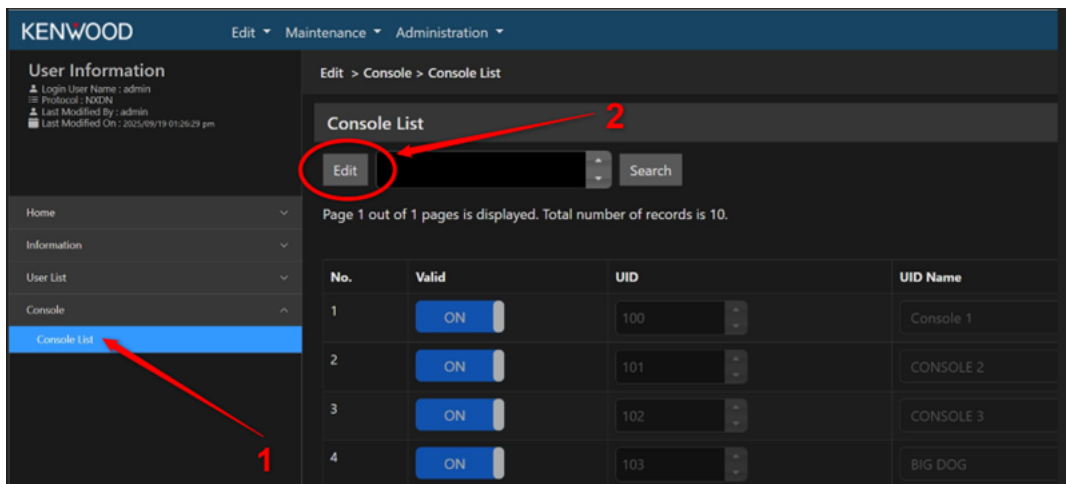 KENWOOD Edit Maintenance Administration
User Information
Login User Name : admin
Protocol : NXDN
Last Modified By : admin
Last Modified On : 2025/09/19 01:26:29 pm
Home
Information
User List
Console
Console List
1
Edit > Console > Console List
Console List
2
Edit Search
Page 1 out of 1 pages is displayed. Total number of records is 10.
No. Valid UID UID Name
1 ON 100 Console 1
2 ON 101 CONSOLE 2
3 ON 102 CONSOLE 3
4 ON 103 BIG DOG